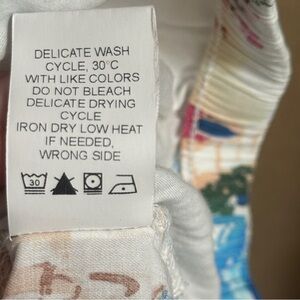 DELICATE WASH
CYCLE, 30°C
WITH LIKE COLORS
DO NOT BLEACH
DELICATE DRYING
CYCLE
IRON DRY LOW HEAT
IF NEEDED,
WRONG SIDE
30